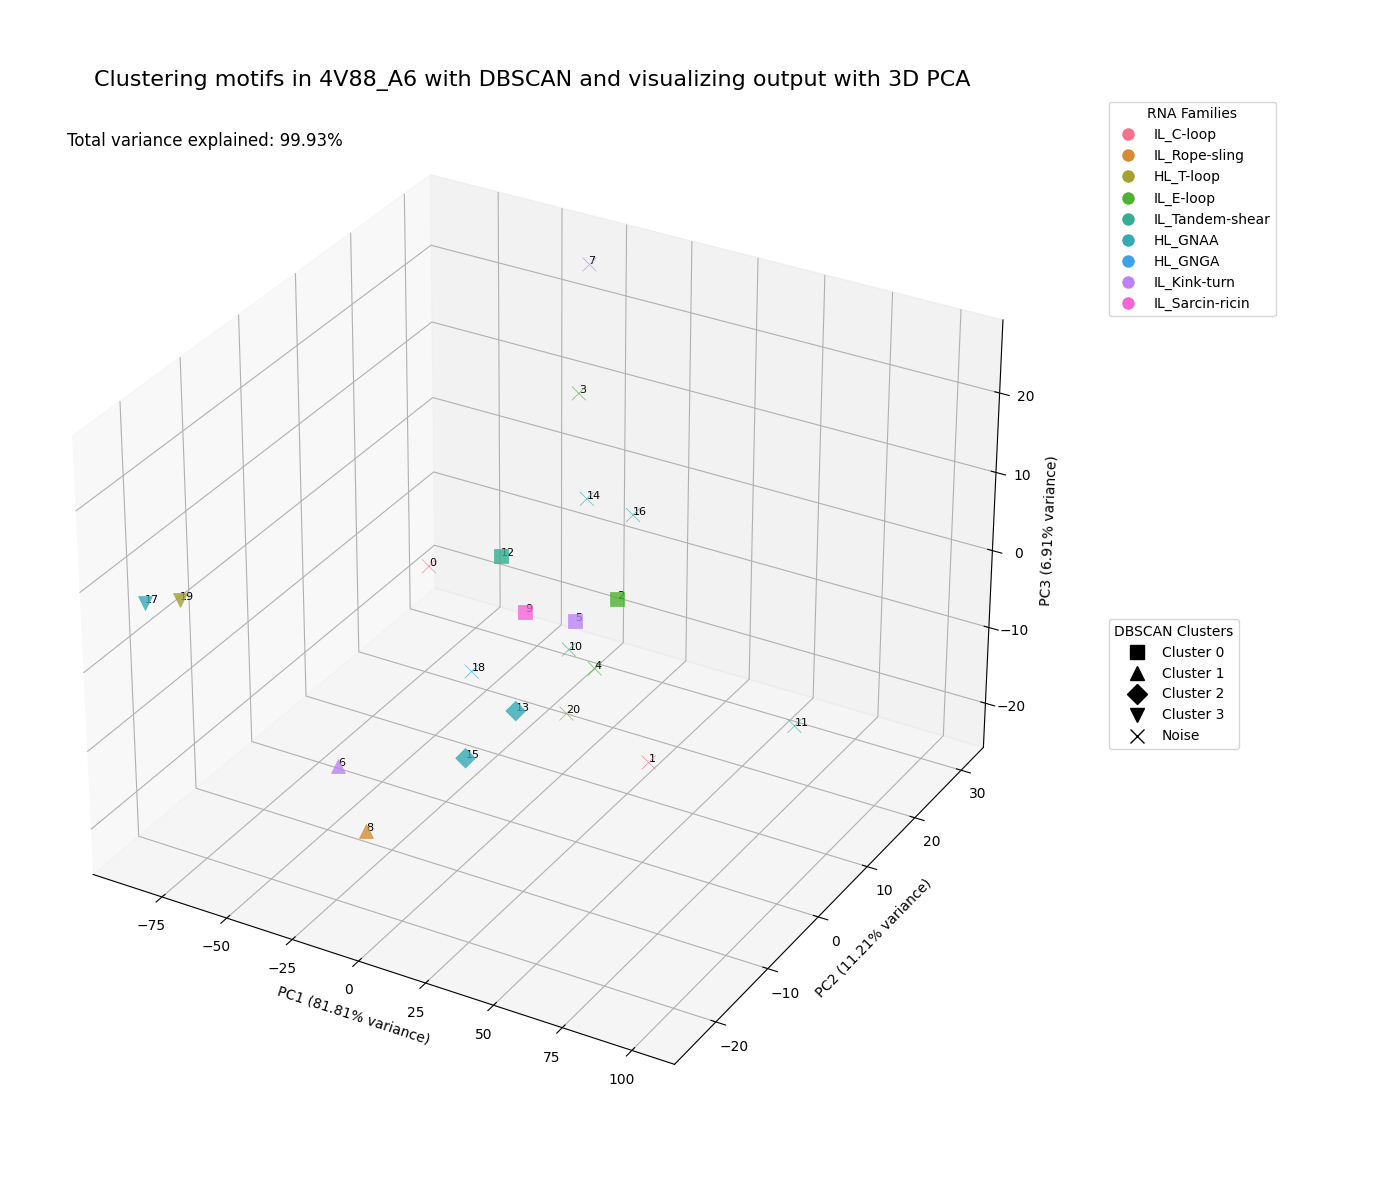 Clustering motifs in 4V88_A6 with DBSCAN and visualizing output with 3D PCA
Total variance explained: 99.93%
RNA Families
IL_C-loop
IL_Rope-sling
HL_T-loop
IL_E-loop
IL_Tandem-shear
HL_GNAA
HL_GNGA
IL_Kink-turn
IL_Sarcin-ricin
7
3
14
16
12
0
17
19
9
5
2
10
4
18
13
20
11
15
1
6
8
20
10
0
−10
−20
PC3 (6.91% variance)
DBSCAN Clusters
Cluster 0
Cluster 1
Cluster 2
Cluster 3
Noise
30
20
10
0
−10
−20
PC2 (11.21% variance)
−75
−50
−25
0
25
50
75
100
PC1 (81.81% variance)